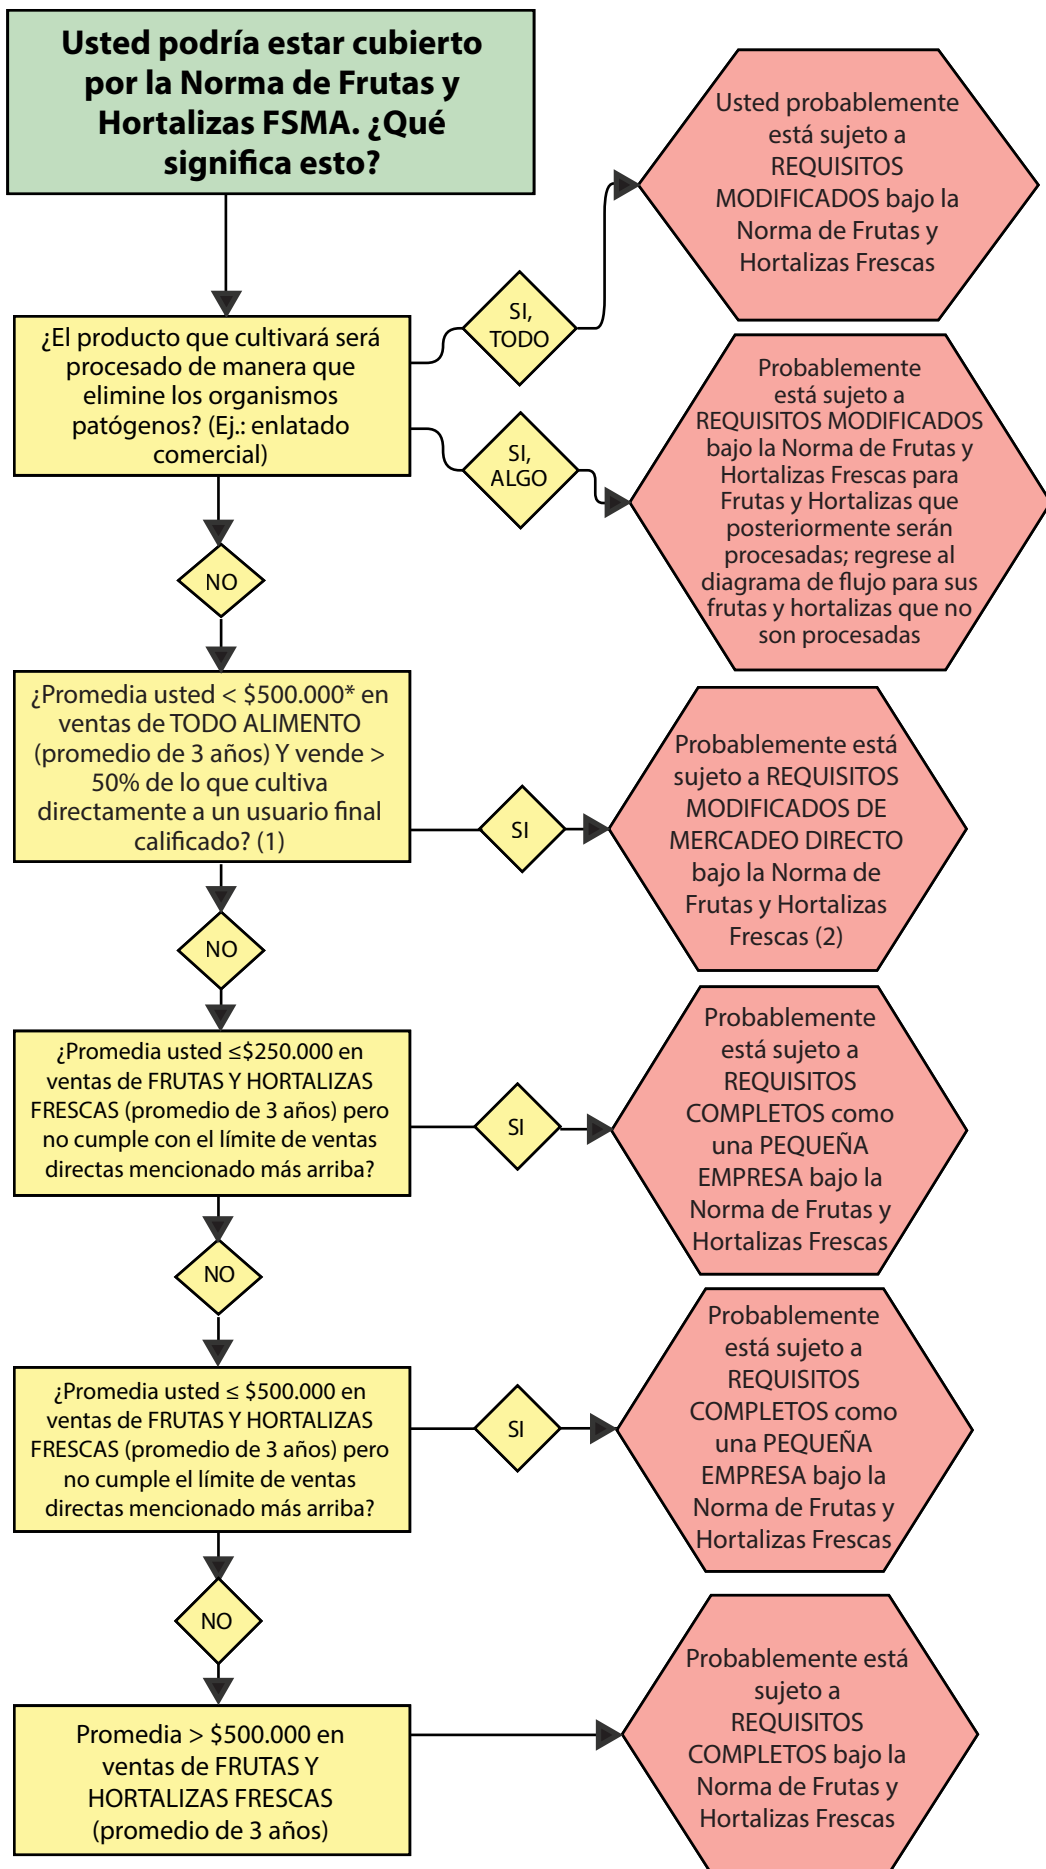 Usted podría estar cubierto
por la Norma de Frutas y
Hortalizas FSMA. ¿Qué
significa esto?
Usted probablemente
está sujeto a
REQUISITOS
MODIFICADOS bajo la
Norma de Frutas y
Hortalizas Frescas
SI,
TODO
¿El producto que cultivará será
procesado de manera que
elimine los organismos
patógenos? (Ej.: enlatado
comercial)
SI,
ALGO
Probablemente
está sujeto a
REQUISITOS MODIFICADOS
bajo la Norma de Frutas y
Hortalizas Frescas para
Frutas y Hortalizas que
posteriormente serán
procesadas; regrese al
diagrama de flujo para sus
frutas y hortalizas que no
son procesadas
NO
¿Promedia usted < $500.000* en
ventas de TODO ALIMENTO
(promedio de 3 años) Y vende >
50% de lo que cultiva
directamente a un usuario final
calificado? (1)
SI
Probablemente está
sujeto a REQUISITOS
MODIFICADOS DE
MERCADEO DIRECTO
bajo la Norma de
Frutas y Hortalizas
Frescas (2)
NO
¿Promedia usted ≤$250.000 en
ventas de FRUTAS Y HORTALIZAS
FRESCAS (promedio de 3 años) pero
no cumple con el límite de ventas
directas mencionado más arriba?
SI
Probablemente
está sujeto a
REQUISITOS
COMPLETOS como
una PEQUEÑA
EMPRESA bajo la
Norma de Frutas y
Hortalizas Frescas
NO
¿Promedia usted ≤ $500.000 en
ventas de FRUTAS Y HORTALIZAS
FRESCAS (promedio de 3 años) pero
no cumple el límite de ventas
directas mencionado más arriba?
SI
Probablemente
está sujeto a
REQUISITOS
COMPLETOS como
una PEQUEÑA
EMPRESA bajo la
Norma de Frutas y
Hortalizas Frescas
NO
Promedia > $500.000 en
ventas de FRUTAS Y
HORTALIZAS FRESCAS
(promedio de 3 años)
Probablemente está
sujeto a
REQUISITOS
COMPLETOS bajo la
Norma de Frutas y
Hortalizas Frescas